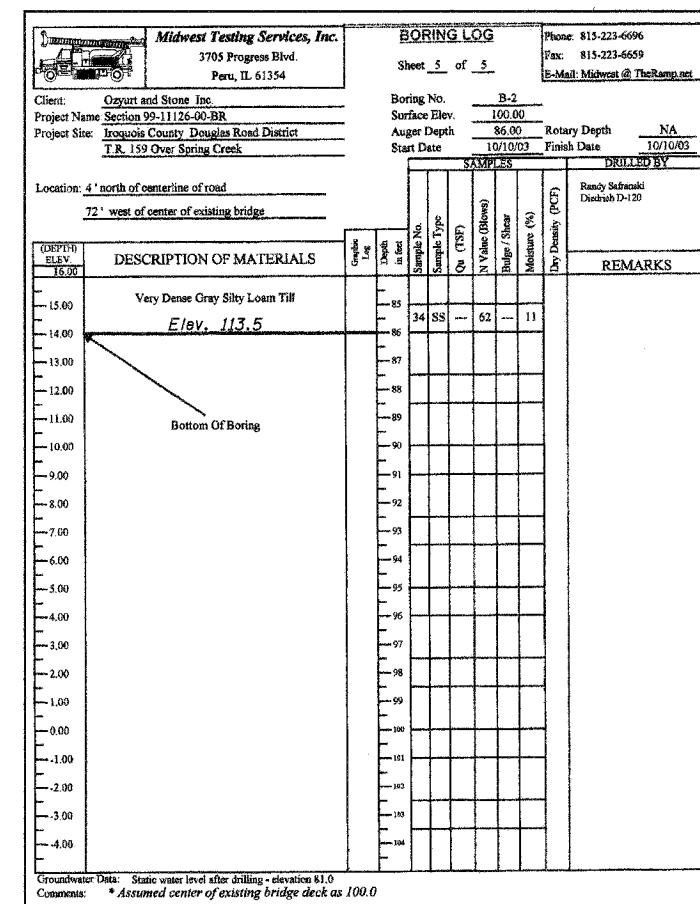 Midwest Testing Services, Inc.
3705 Progress Blvd.
Peru, IL 61354
BORING LOG
Sheet 5 of 5
Phone: 815-223-6696
Fax: 815-223-6659
E-Mail: Midwest @ TheRamp.net
Client: Ozyurt and Stone Inc.
Project Name Section 99-11126-00-BR
Project Site: Iroquois County Douglas Road District
T.R. 159 Over Spring Creek
Boring No. B-2
Surface Elev. 100.00
Auger Depth 86.00 Rotary Depth NA
Start Date 10/10/03 Finish Date 10/10/03
Location: 4 ' north of centerline of road
72 ' west of center of existing bridge
SAMPLES
DRILLED BY
Randy Safranski
Diedrich D-120
(DEPTH)
ELEV.
16.00
DESCRIPTION OF MATERIALS
Graphic
Log
Depth
in feet
Sample No.
Sample Type
Qu (TSF)
N Value (Blows)
Bulge / Shear
Moisture (%)
Dry Density (PCF)
REMARKS
15.00 Very Dense Gray Silty Loam Till 85
34 SS --- 62 --- 11
Elev. 113.5
14.00 86
13.00 87
12.00 88
11.00 89
Bottom Of Boring
10.00 90
9.00 91
8.00 92
7.00 93
6.00 94
5.00 95
4.00 96
3.00 97
2.00 98
1.00 99
0.00 100
-1.00 101
-2.00 102
-3.00 103
-4.00 104
Groundwater Data: Static water level after drilling - elevation 81.0
Comments: * Assumed center of existing bridge deck as 100.0